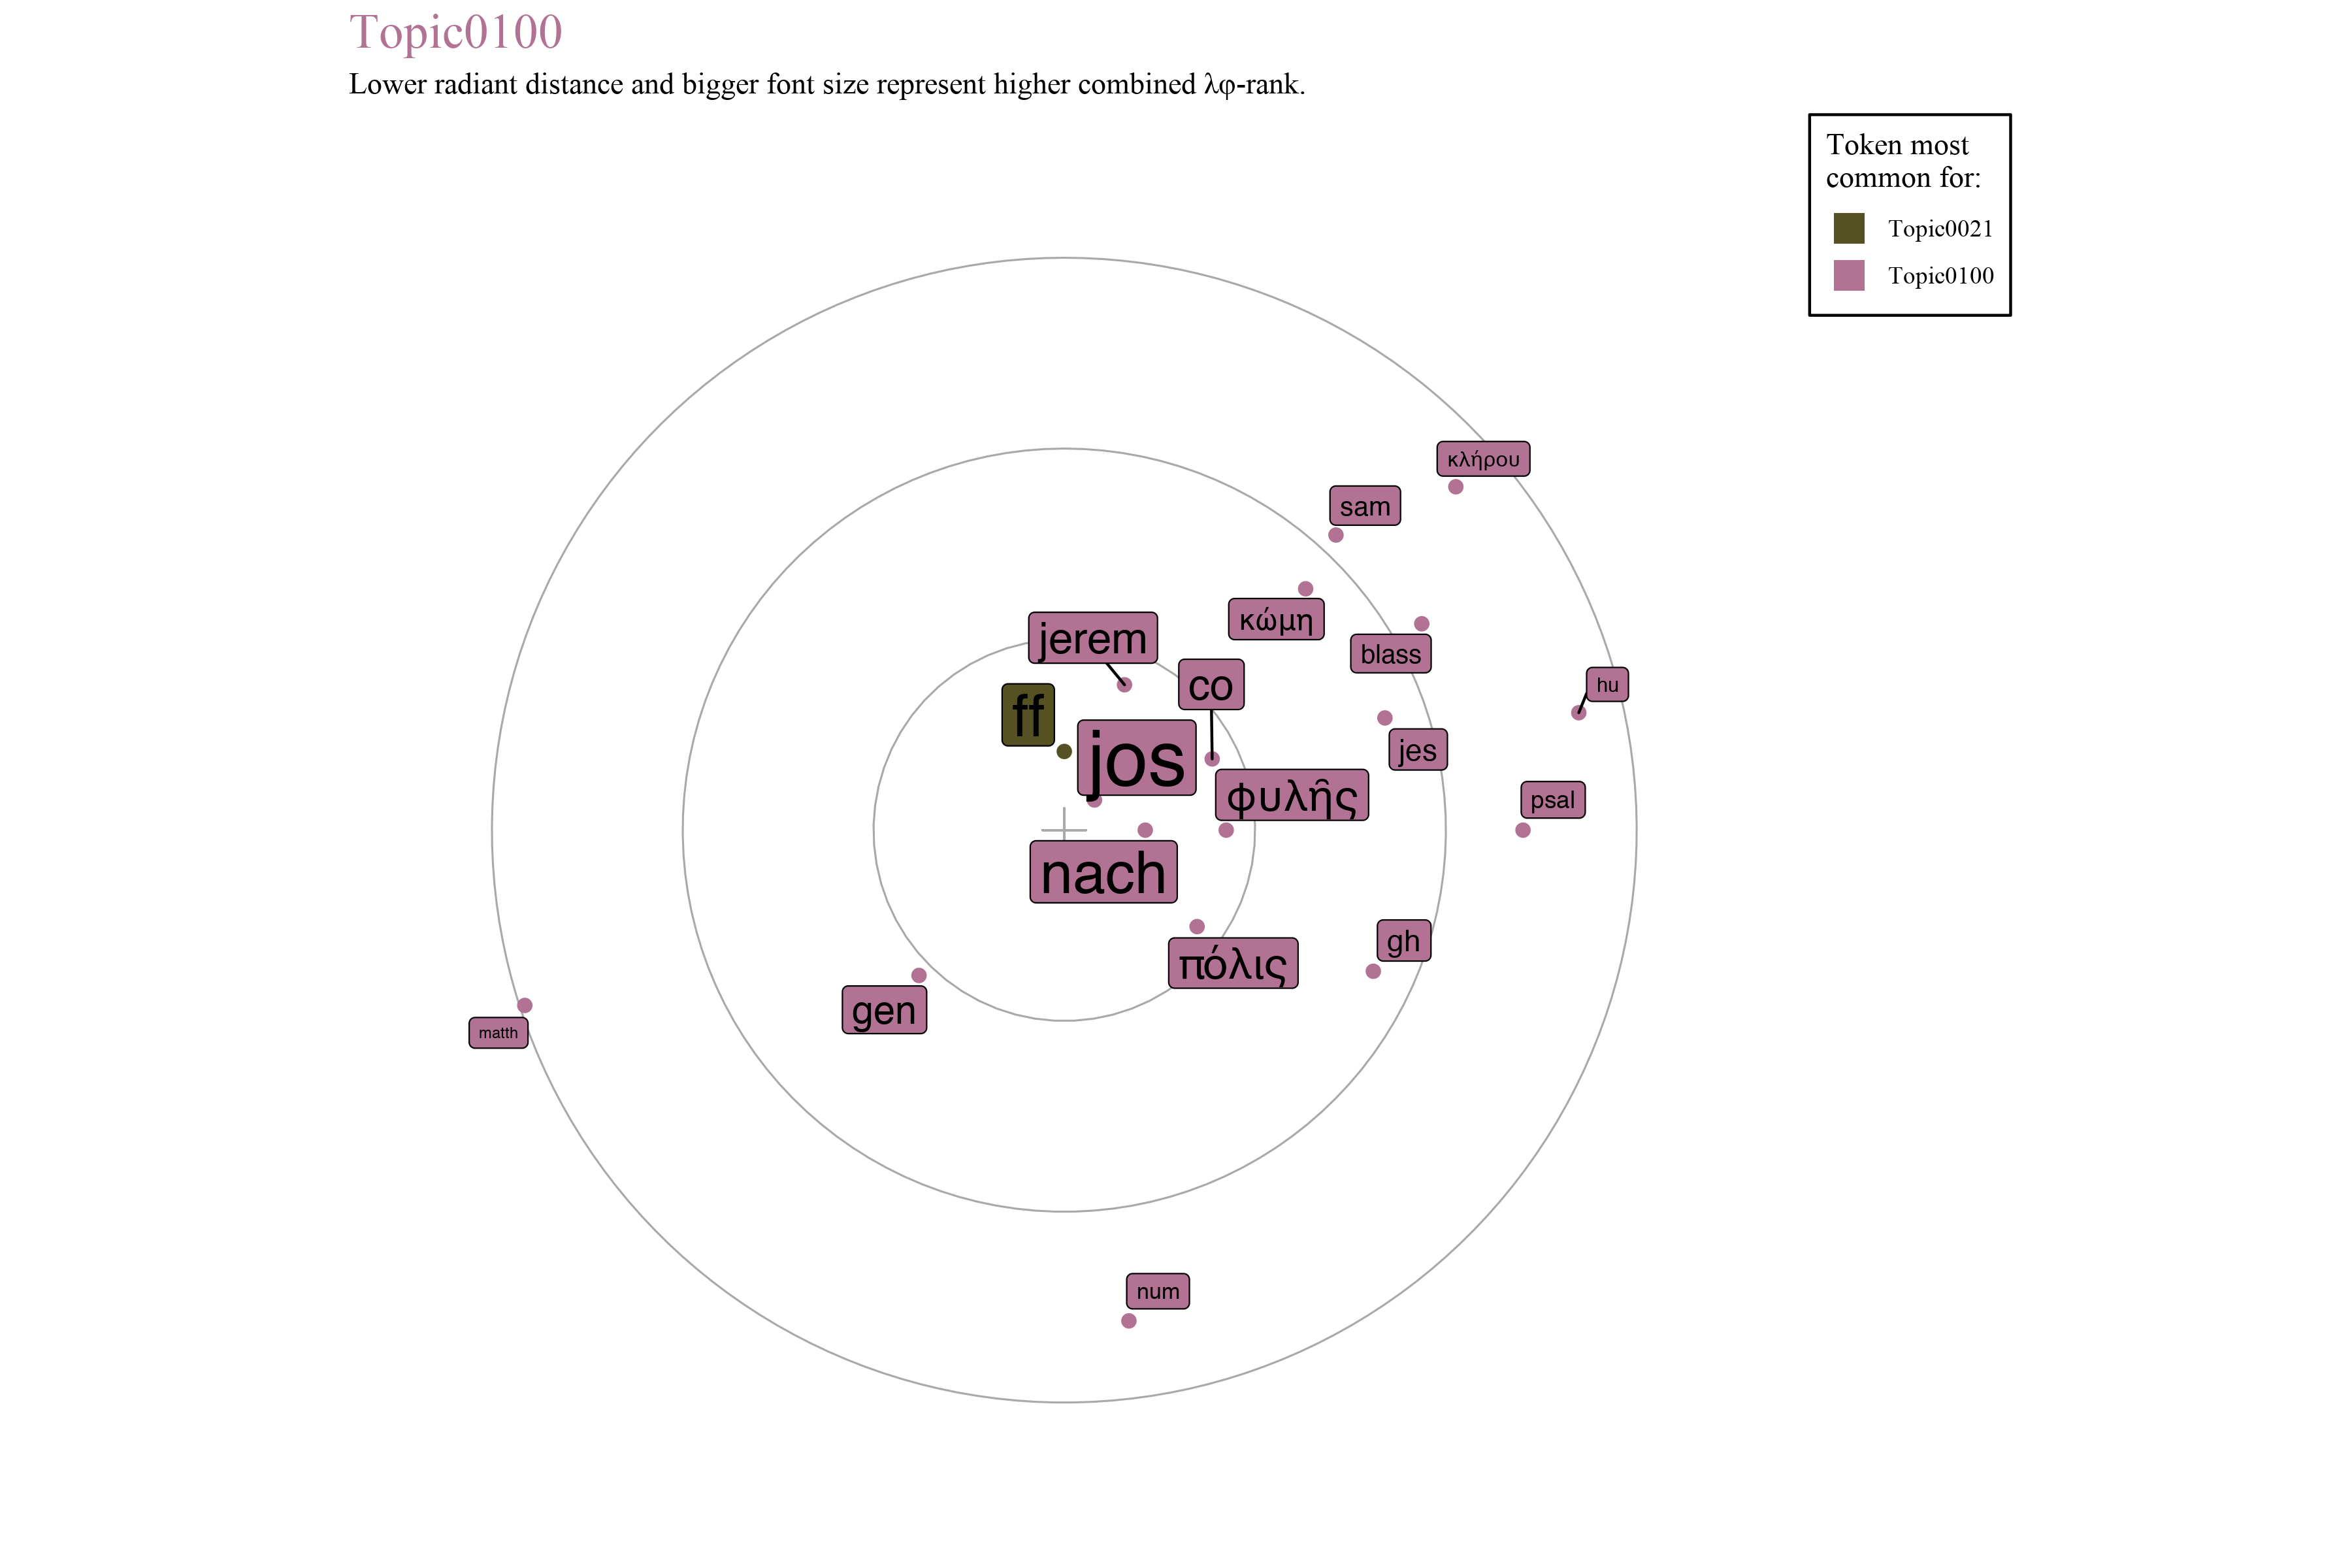 Topic0100
Lower radiant distance and bigger font size represent higher combined λφ-rank.
Token most
common for:
Topic0021
Topic0100
κλήρου
sam
κώμη
jerem
blass
co
hu
ff
jos
jes
φυλῆς
psal
nach
gh
πόλις
gen
matth
num